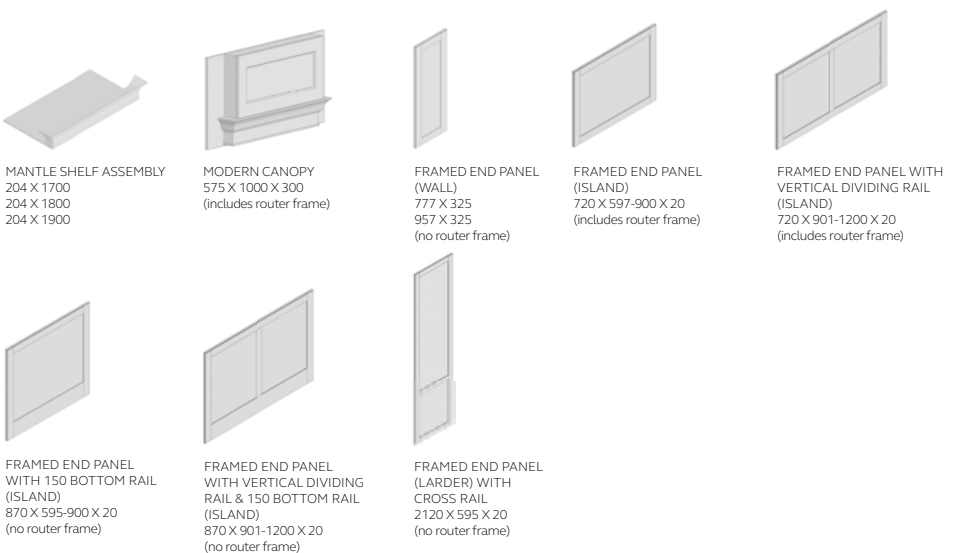 MANTLE SHELF ASSEMBLY
204 X 1700
204 X 1800
204 X 1900
MODERN CANOPY
575 X 1000 X 300
(includes router frame)
FRAMED END PANEL
(WALL)
777 X 325
957 X 325
(no router frame)
FRAMED END PANEL
(ISLAND)
720 X 597-900 X 20
(includes router frame)
FRAMED END PANEL WITH
VERTICAL DIVIDING RAIL
(ISLAND)
720 X 901-1200 X 20
(includes router frame)
FRAMED END PANEL
WITH 150 BOTTOM RAIL
(ISLAND)
870 X 595-900 X 20
(no router frame)
FRAMED END PANEL
WITH VERTICAL DIVIDING
RAIL & 150 BOTTOM RAIL
(ISLAND)
870 X 901-1200 X 20
(no router frame)
FRAMED END PANEL
(LARDER) WITH
CROSS RAIL
2120 X 595 X 20
(no router frame)